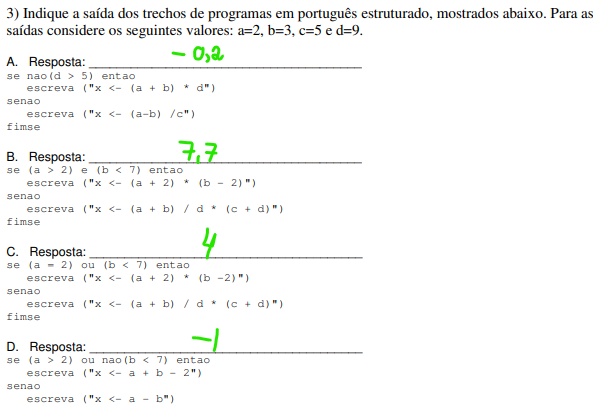 3) Indique a saída dos trechos de programas em português estruturado, mostrados abaixo. Para as
saídas considere os seguintes valores: a=2, b=3, c=5 e d=9.
A. Resposta: - 0,2
se nao(d > 5) entao
escreva ("x <- (a + b) * d")
senao
escreva ("x <- (a-b) /c")
fimse
B. Resposta: 7,7
se (a > 2) e (b < 7) entao
escreva ("x <- (a + 2) * (b - 2)")
senao
escreva ("x <- (a + b) / d * (c + d)")
fimse
C. Resposta: 4
se (a = 2) ou (b < 7) entao
escreva ("x <- (a + 2) * (b -2)")
senao
escreva ("x <- (a + b) / d * (c + d)")
fimse
D. Resposta: -1
se (a > 2) ou nao(b < 7) entao
escreva ("x <- a + b - 2")
senao
escreva ("x <- a - b")